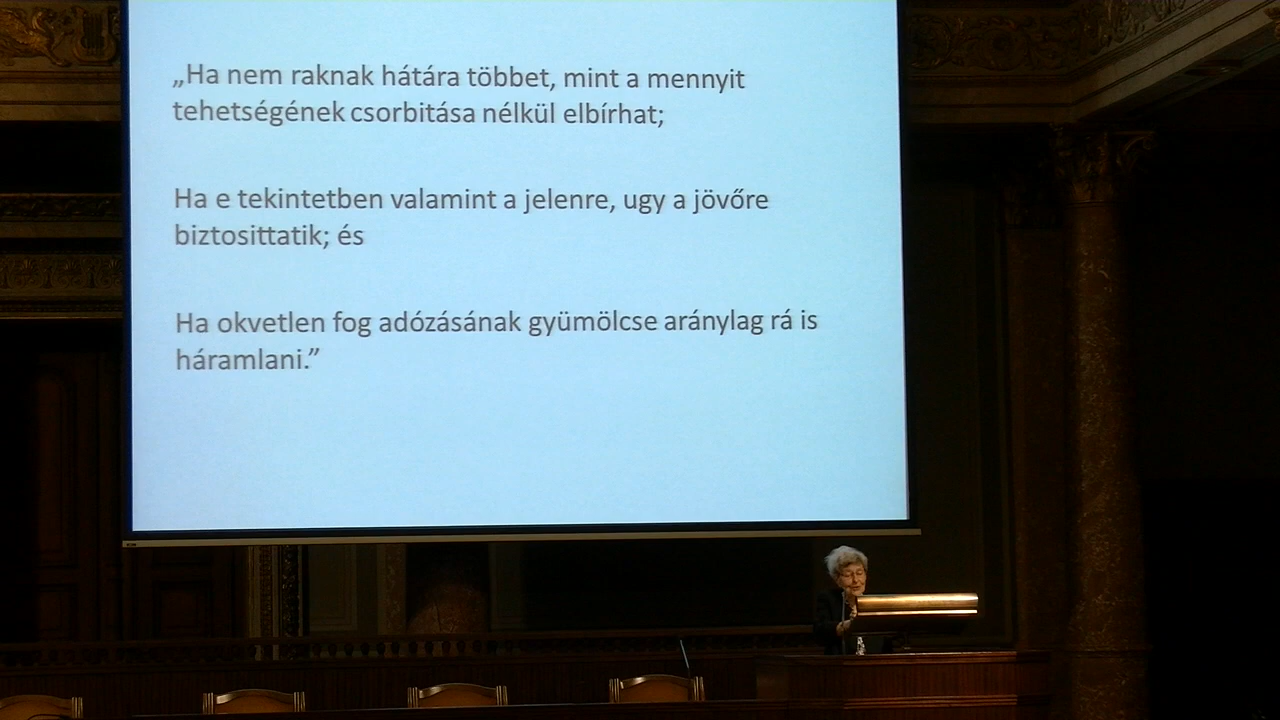 „Ha nem raknak hátára többet, mint a mennyit
tehetségének csorbitása nélkül elbírhat;
Ha e tekintetben valamint a jelenre, ugy a jövőre
biztosittatik; és
Ha okvetlen fog adózásának gyümölcse aránylag rá is
háramlani.”